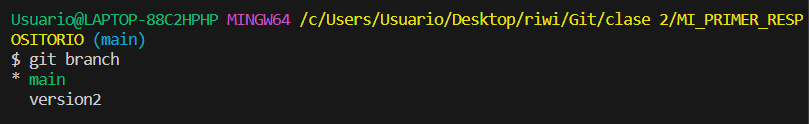 Usuario@LAPTOP-88C2HPHP MINGW64 /c/Users/Usuario/Desktop/riwi/Git/clase 2/MI_PRIMER_RESP
OSITORIO (main)
$ git branch
* main
  version2